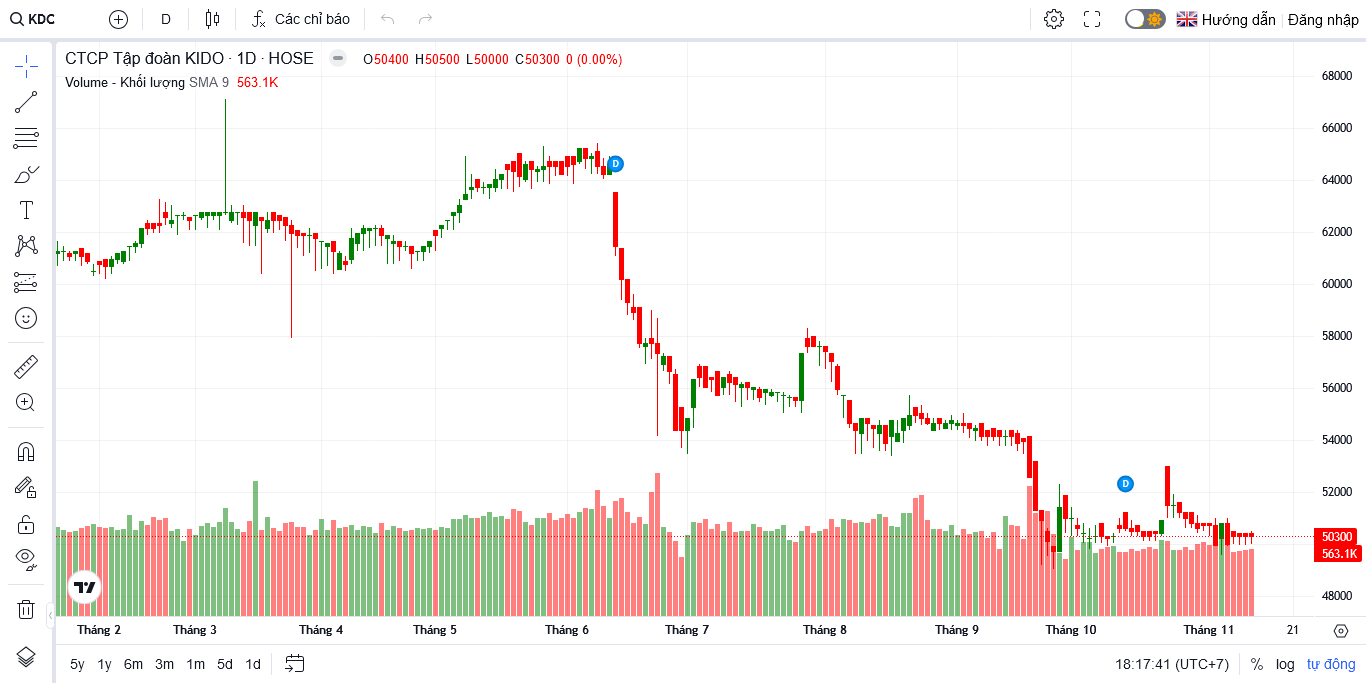 KDC D Các chỉ báo Hướng dẫn Đăng nhập
CTCP Tập đoàn KIDO · 1D · HOSE O50400 H50500 L50000 C50300 0 (0.00%)
Volume - Khối lượng SMA 9 563.1K
68000
66000
64000
62000
60000
58000
56000
54000
52000
50300
563.1K
48000
D
D
Tháng 2 Tháng 3 Tháng 4 Tháng 5 Tháng 6 Tháng 7 Tháng 8 Tháng 9 Tháng 10 Tháng 11 21
5y 1y 6m 3m 1m 5d 1d 18:17:41 (UTC+7) % log tự động